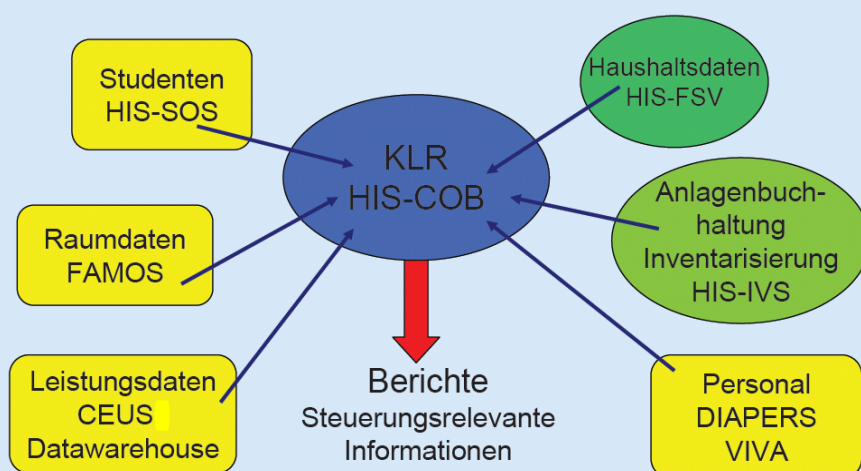 Studenten
HIS-SOS
Haushaltsdaten
HIS-FSV
KLR
HIS-COB
Raumdaten
FAMOS
Anlagenbuch-
haltung
Inventarisierung
HIS-IVS
Leistungsdaten
CEUS
Datawarehouse
Berichte
Steuerungsrelevante
Informationen
Personal
DIAPERS
VIVA